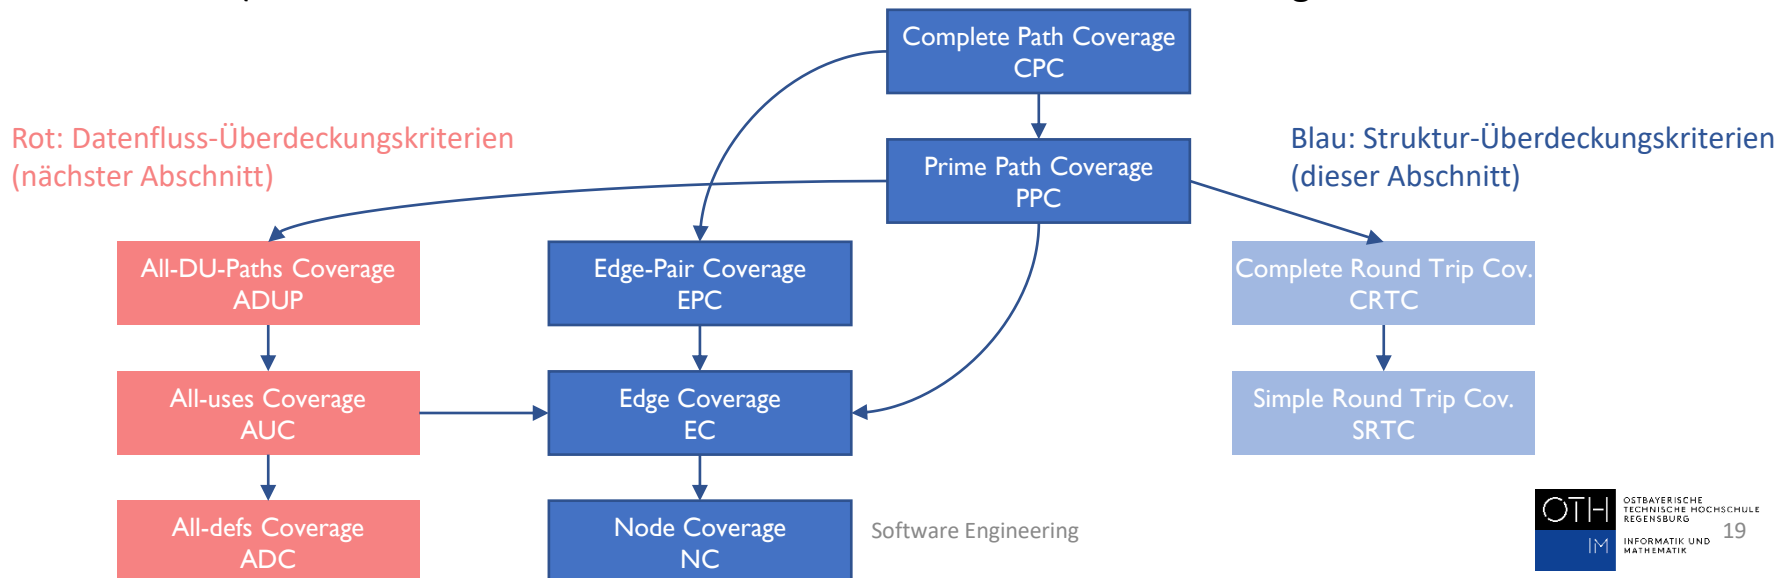 Complete Path Coverage
CPC
Rot: Datenfluss-Überdeckungskriterien
(nächster Abschnitt)
Blau: Struktur-Überdeckungskriterien
(dieser Abschnitt)
Prime Path Coverage
PPC
All-DU-Paths Coverage
ADUP
Edge-Pair Coverage
EPC
Complete Round Trip Cov.
CRTC
All-uses Coverage
AUC
Edge Coverage
EC
Simple Round Trip Cov.
SRTC
All-defs Coverage
ADC
Node Coverage
NC
Software Engineering
OTH
IM
OSTBAYERISCHE
TECHNISCHE HOCHSCHULE
REGENSBURG
INFORMATIK UND
MATHEMATIK
19